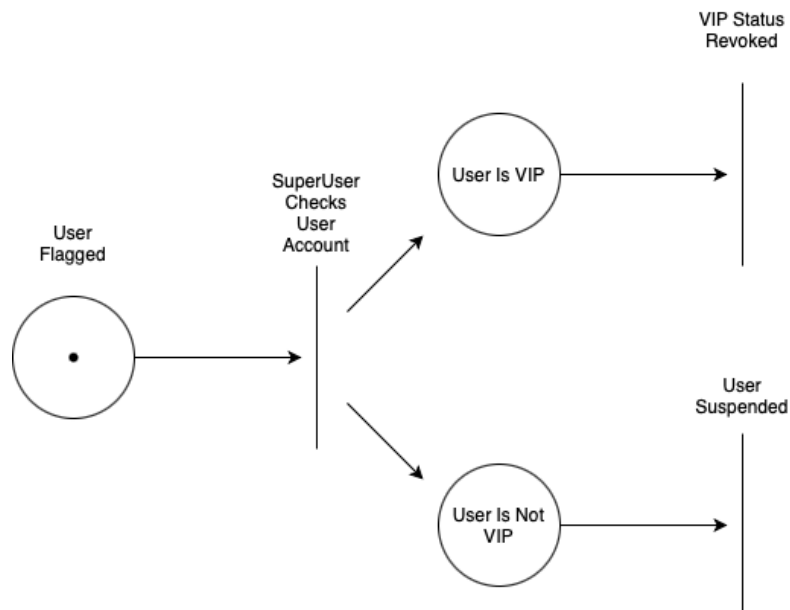 User
Flagged
SuperUser
Checks
User
Account
User Is VIP
VIP Status
Revoked
User Is Not
VIP
User
Suspended